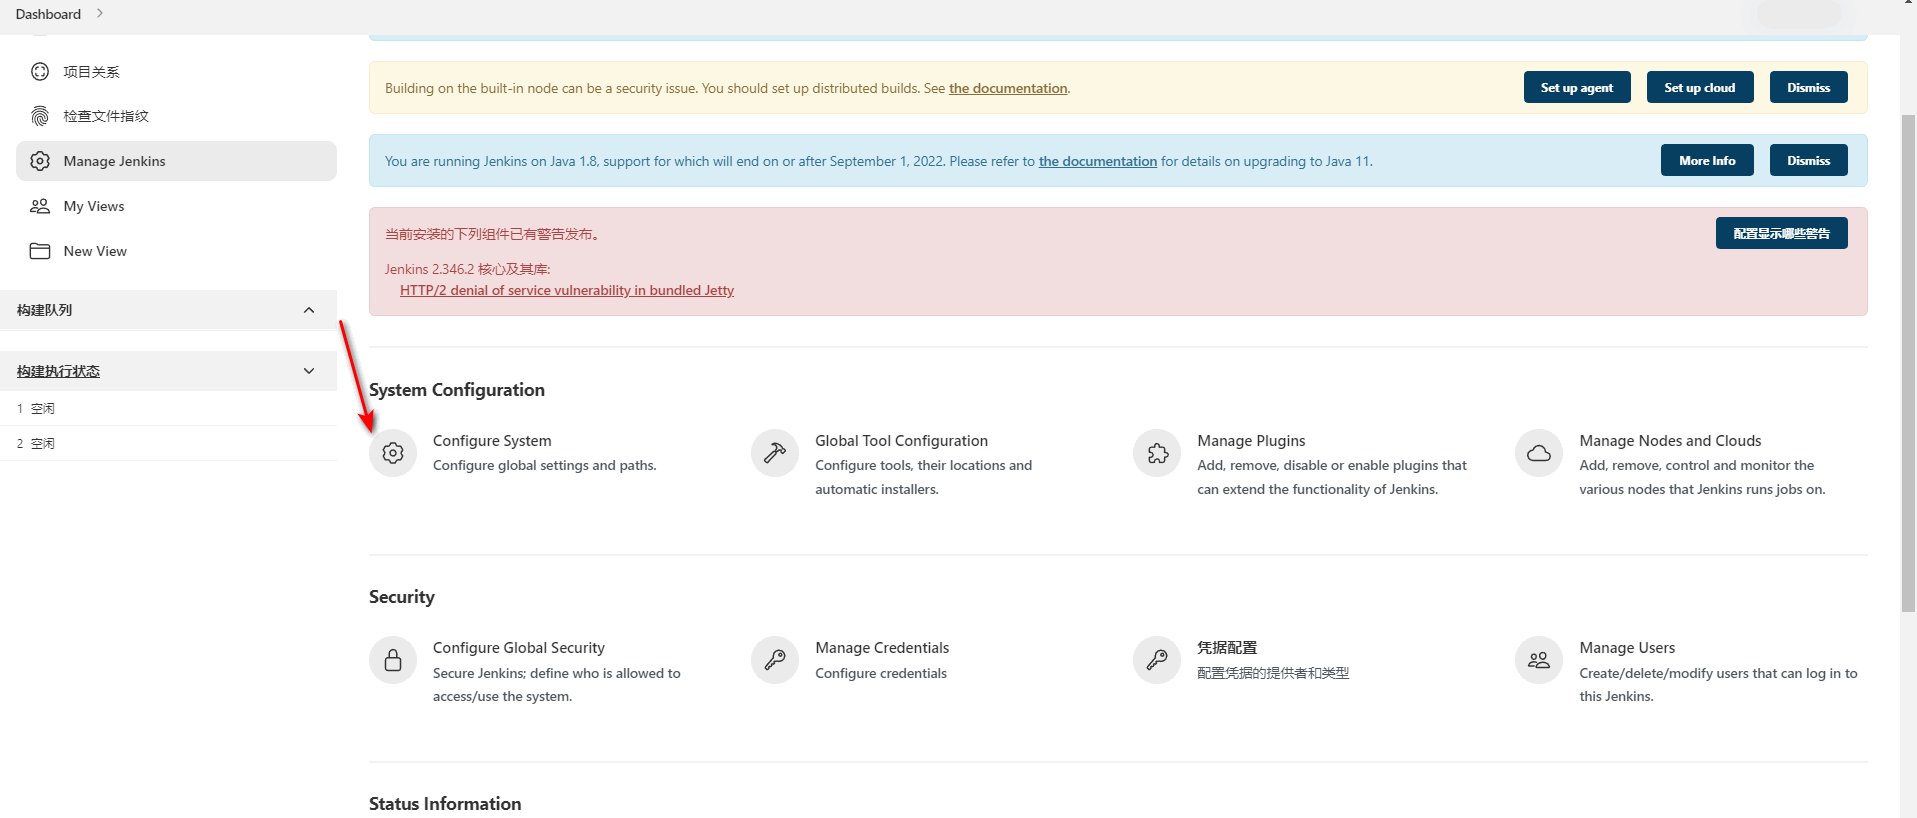 Dashboard
项目关系
检查文件指纹
Manage Jenkins
My Views
New View
构建队列
构建执行状态
1 空闲
2 空闲
Building on the built-in node can be a security issue. You should set up distributed builds. See the documentation.
Set up agent
Set up cloud
Dismiss
You are running Jenkins on Java 1.8, support for which will end on or after September 1, 2022. Please refer to the documentation for details on upgrading to Java 11.
More Info
Dismiss
当前安装的下列组件已有警告发布。
配置显示哪些警告
Jenkins 2.346.2 核心及其库:
HTTP/2 denial of service vulnerability in bundled Jetty
System Configuration
Configure System
Configure global settings and paths.
Global Tool Configuration
Configure tools, their locations and
automatic installers.
Manage Plugins
Add, remove, disable or enable plugins that
can extend the functionality of Jenkins.
Manage Nodes and Clouds
Add, remove, control and monitor the
various nodes that Jenkins runs jobs on.
Security
Configure Global Security
Secure Jenkins; define who is allowed to
access/use the system.
Manage Credentials
Configure credentials
凭据配置
配置凭据的提供者和类型
Manage Users
Create/delete/modify users that can log in to
this Jenkins.
Status Information